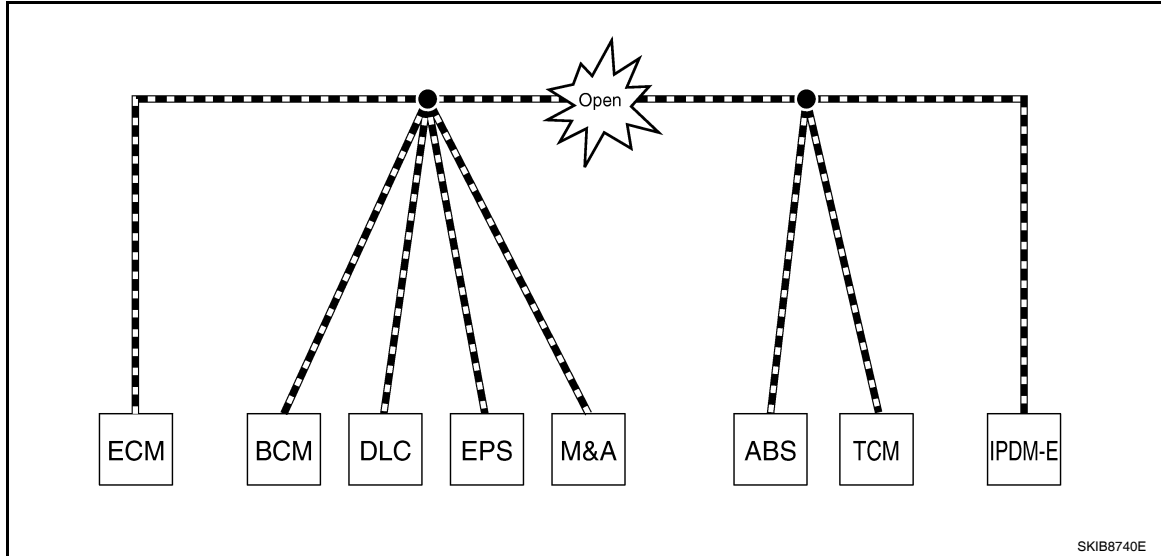 Open
ECM
BCM
DLC
EPS
M&A
ABS
TCM
IPDM-E
SKIB8740E